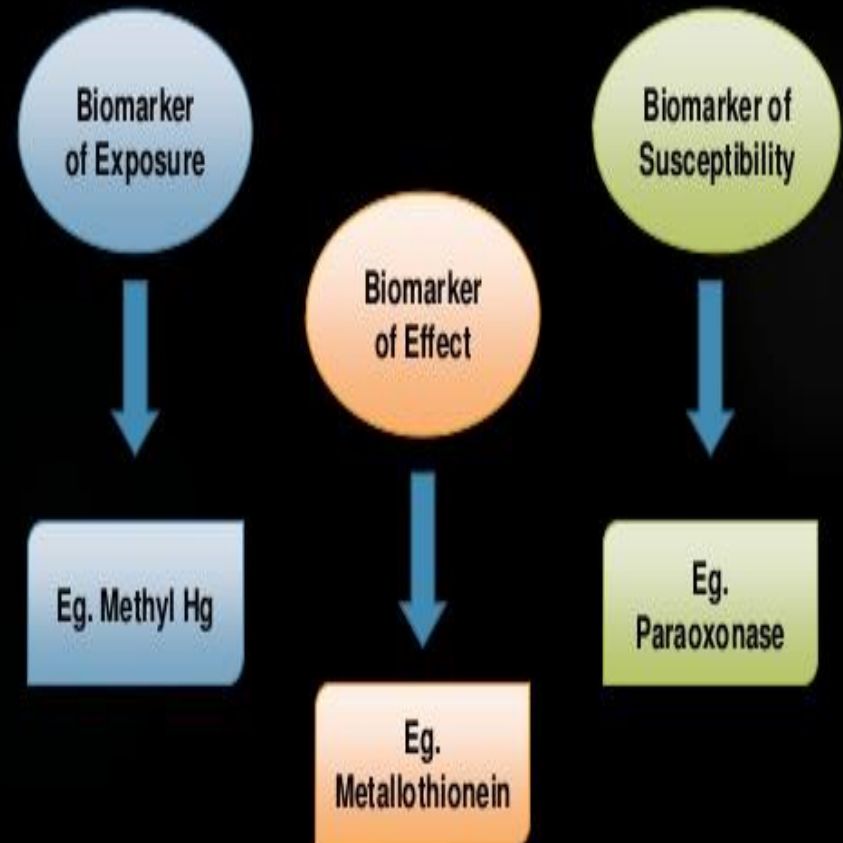 Biomarker
of Exposure
Biomarker of
Susceptibility
Biomarker
of Effect
Eg. Methyl Hg
Eg.
Paraoxonase
Eg.
Metallothionein